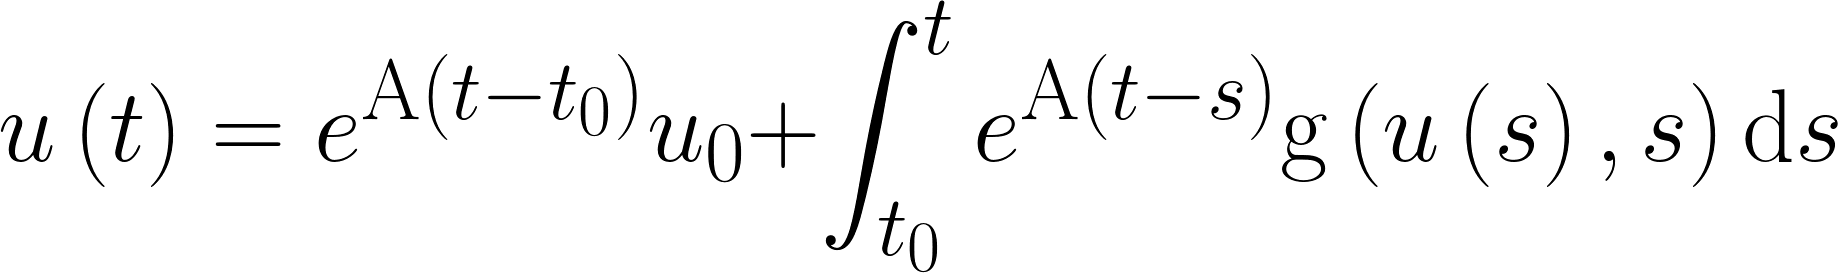 u(t) = e^{A(t−t_0)}u_0+∫_{t_0}^{t} e^{A(t−s)}g(u(s),s)ds